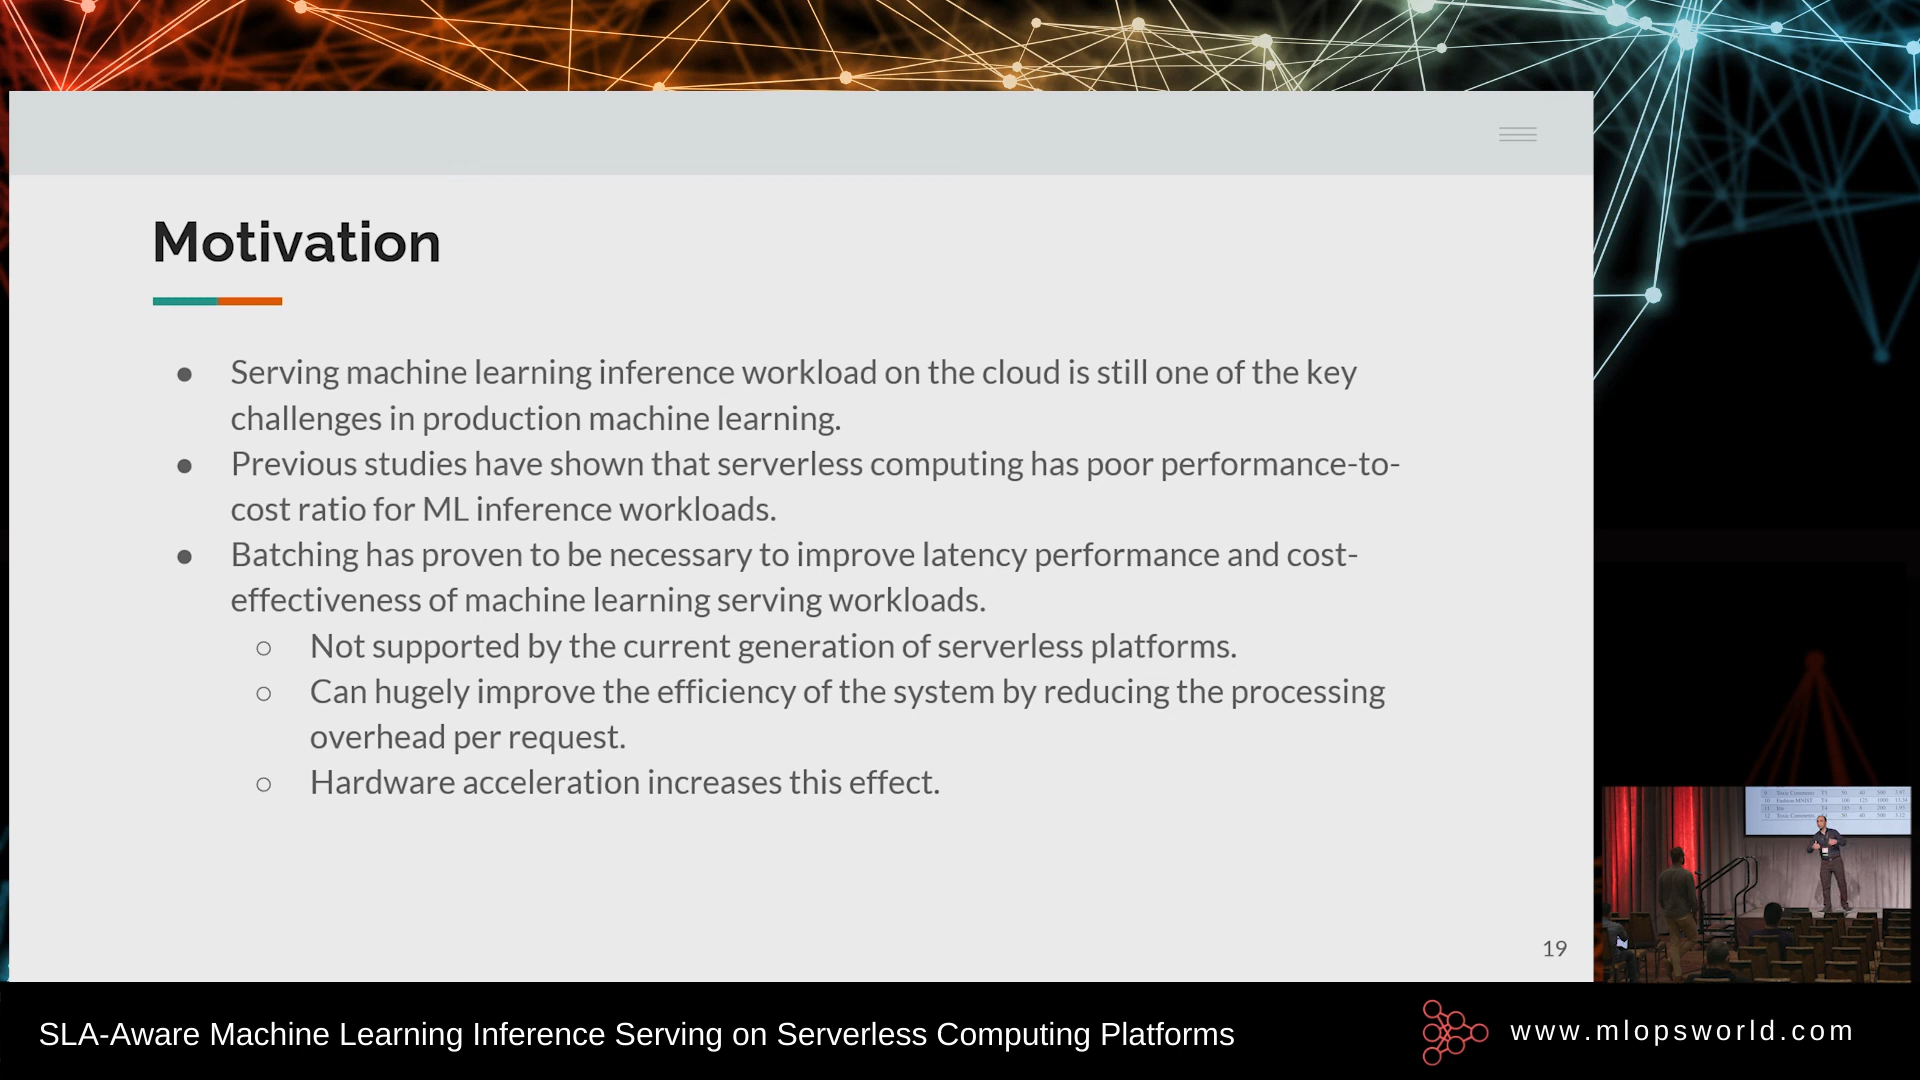 Motivation
● Serving machine learning inference workload on the cloud is still one of the key
challenges in production machine learning.
● Previous studies have shown that serverless computing has poor performance-to-
cost ratio for ML inference workloads.
● Batching has proven to be necessary to improve latency performance and cost-
effectiveness of machine learning serving workloads.
○ Not supported by the current generation of serverless platforms.
○ Can hugely improve the efficiency of the system by reducing the processing
overhead per request.
○ Hardware acceleration increases this effect.
19
SLA-Aware Machine Learning Inference Serving on Serverless Computing Platforms
www.mlopsworld.com